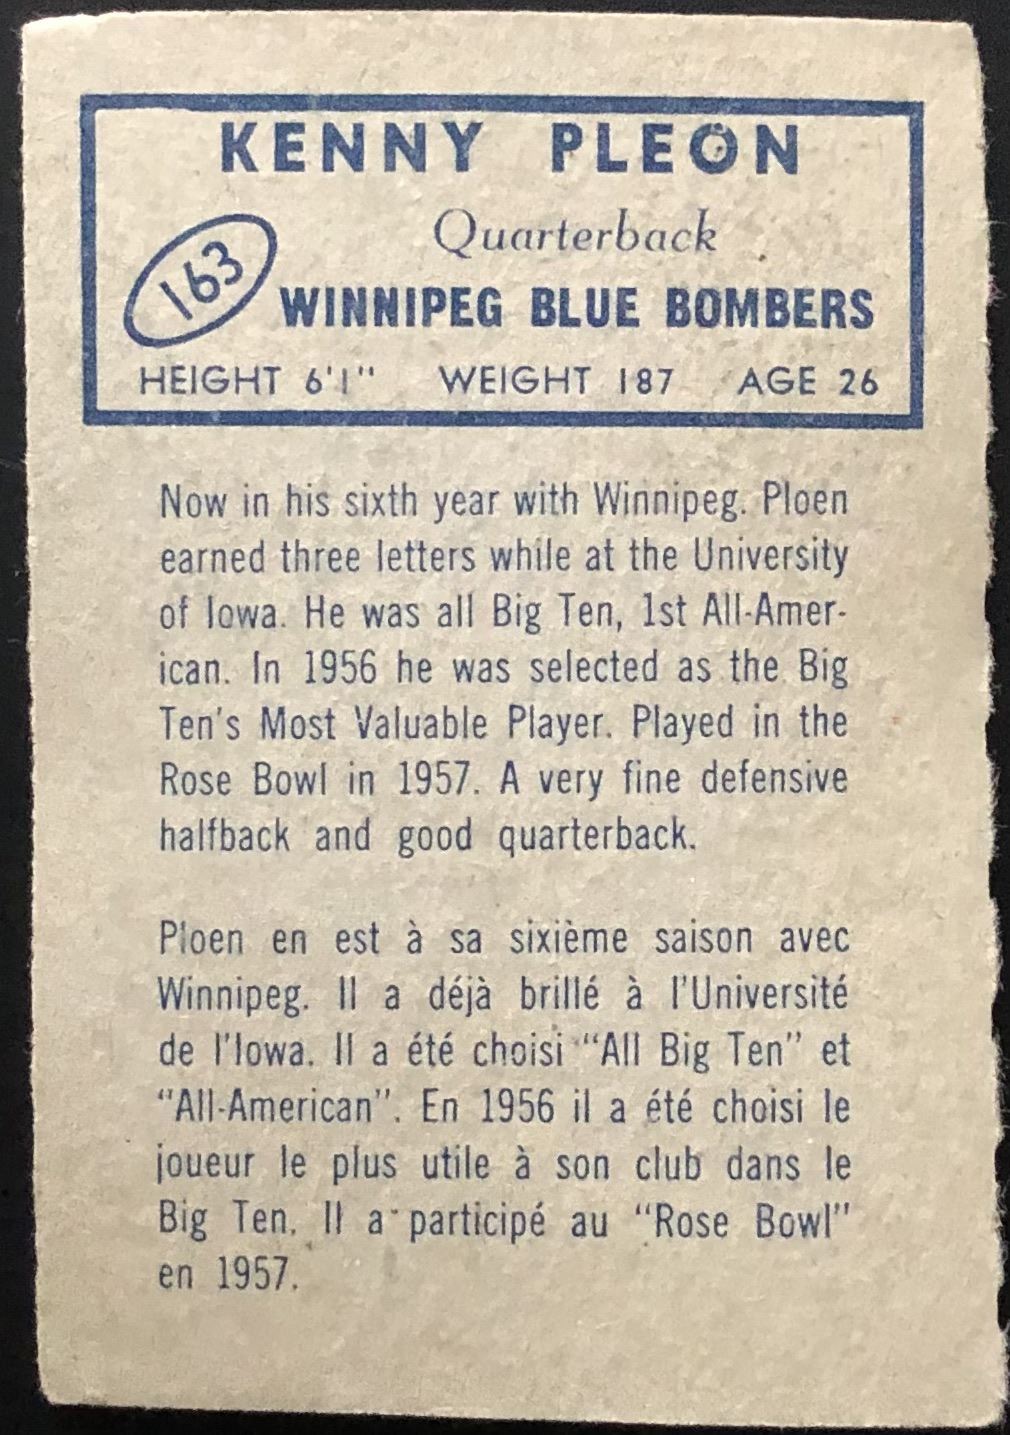 KENNY PLEON
Quarterback
163
WINNIPEG BLUE BOMBERS
HEIGHT 6'1" WEIGHT 187 AGE 26
Now in his sixth year with Winnipeg. Ploen
earned three letters while at the University
of Iowa. He was all Big Ten, 1st All-Amer-
ican. In 1956 he was selected as the Big
Ten's Most Valuable Player. Played in the
Rose Bowl in 1957. A very fine defensive
halfback and good quarterback.
Ploen en est à sa sixième saison avec
Winnipeg. Il a déjà brillé à l'Université
de l'Iowa. Il a été choisi "All Big Ten" et
"All-American". En 1956 il a été choisi le
joueur le plus utile à son club dans le
Big Ten. Il a participé au "Rose Bowl"
en 1957.